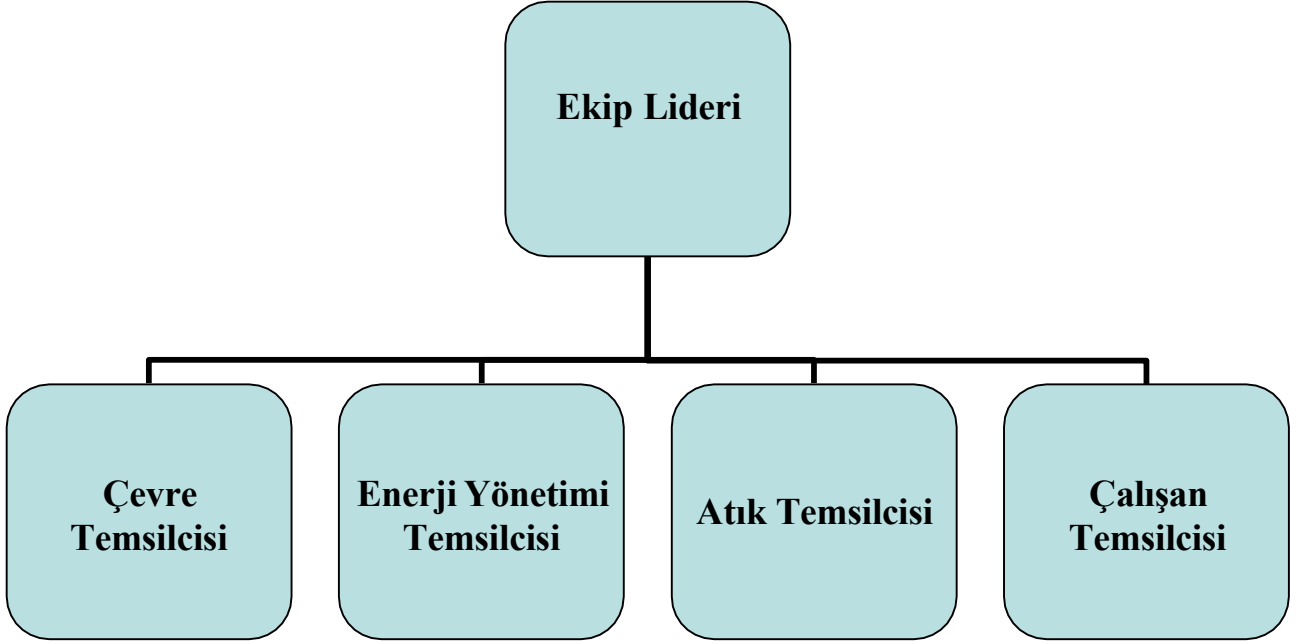 Ekip Lideri
Çevre
Temsilcisi
Enerji Yönetimi
Temsilcisi
Atık Temsilcisi
Çalışan
Temsilcisi